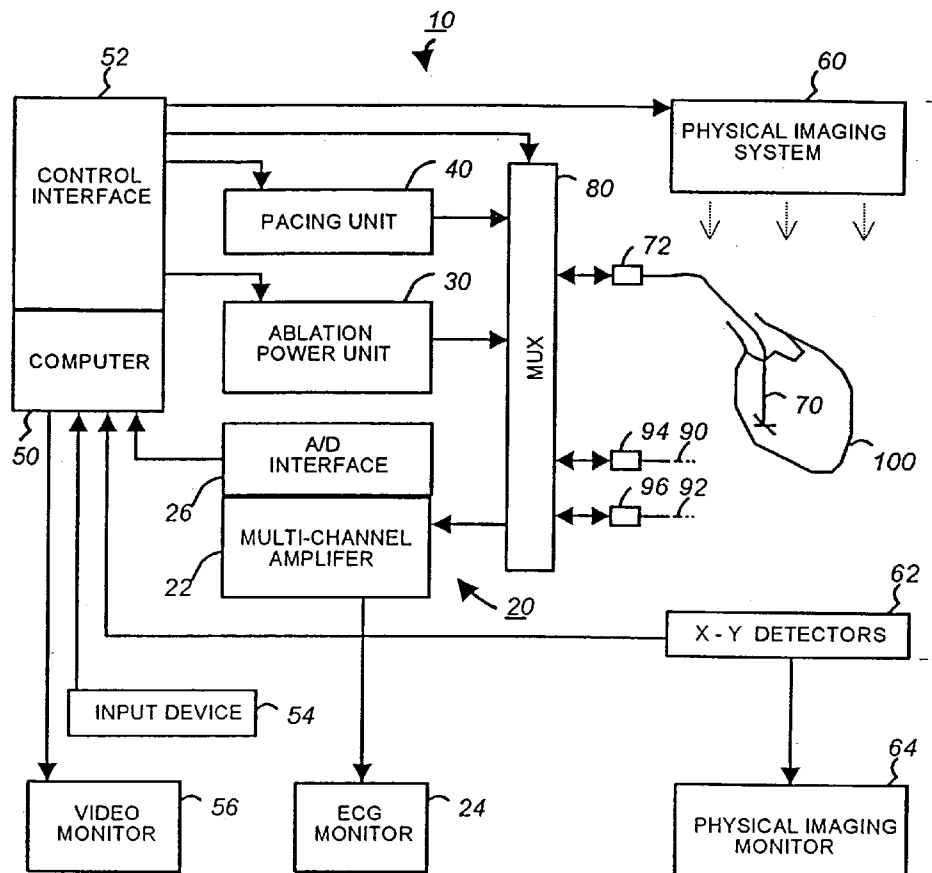 10
52
60
CONTROL
INTERFACE
PHYSICAL IMAGING
SYSTEM
40
80
PACING UNIT
72
30
ABLATION
POWER UNIT
COMPUTER
MUX
70
50
A/D
INTERFACE
94
90
100
26
96
92
MULTI-CHANNEL
AMPLIFER
22
20
62
X - Y DETECTORS
INPUT DEVICE
54
64
VIDEO
MONITOR
56
ECG
MONITOR
24
PHYSICAL IMAGING
MONITOR